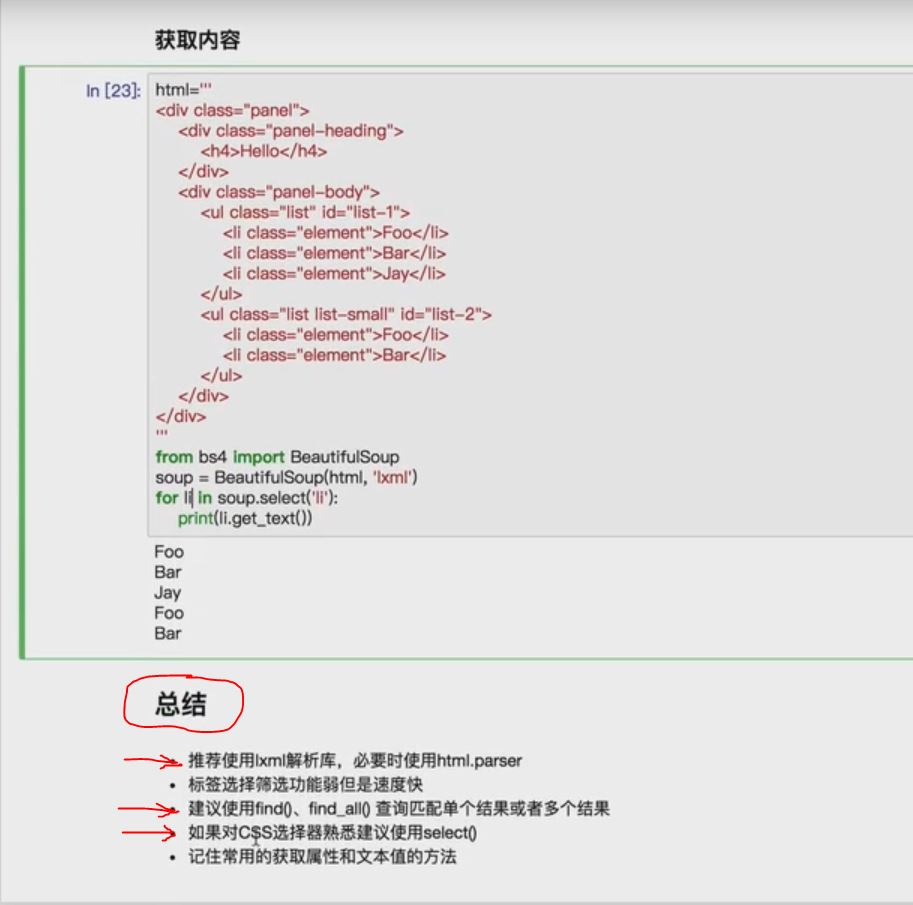 获取内容
In [23]: html='''
<div class="panel">
    <div class="panel-heading">
        <h4>Hello</h4>
    </div>
    <div class="panel-body">
        <ul class="list" id="list-1">
            <li class="element">Foo</li>
            <li class="element">Bar</li>
            <li class="element">Jay</li>
        </ul>
        <ul class="list list-small" id="list-2">
            <li class="element">Foo</li>
            <li class="element">Bar</li>
        </ul>
    </div>
</div>
'''
from bs4 import BeautifulSoup
soup = BeautifulSoup(html, 'lxml')
for li in soup.select('li'):
    print(li.get_text())
Foo
Bar
Jay
Foo
Bar
总结
推荐使用lxml解析库，必要时使用html.parser
• 标签选择筛选功能弱但是速度快
建议使用find()、find_all() 查询匹配单个结果或者多个结果
如果对CSS选择器熟悉建议使用select()
• 记住常用的获取属性和文本值的方法